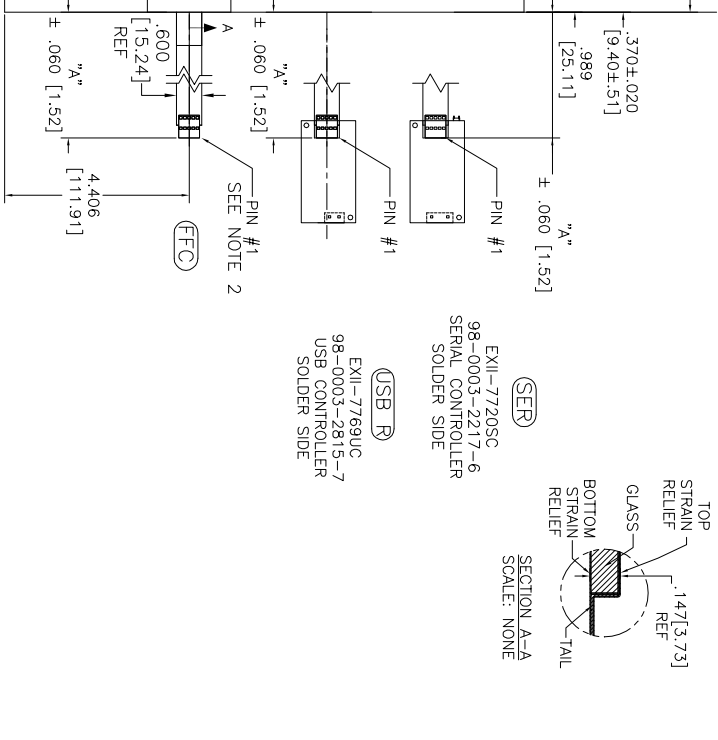 .370±.020
[9.40±.51]
.989
[25.11]
"A"
± .060 [1.52]
PIN #1
SER
EXII-7720SC
98-0003-2217-6
SERIAL CONTROLLER
SOLDER SIDE
"A"
± .060 [1.52]
PIN #1
USB R
EXII-7769UC
98-0003-2815-7
USB CONTROLLER
SOLDER SIDE
A
.600
[15.24]
REF
"A"
± .060 [1.52]
PIN #1
SEE NOTE 2
4.406
[111.91]
FFC
TOP
STRAIN
RELIEF
GLASS
BOTTOM
STRAIN
RELIEF
.147[3.73]
REF
TAIL
SECTION A-A
SCALE: NONE